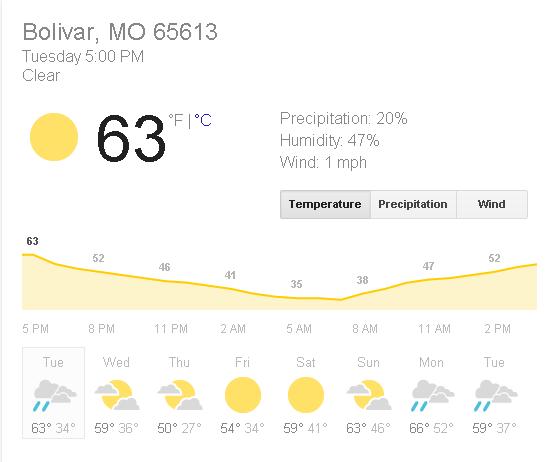 Bolivar, MO 65613
Tuesday 5:00 PM
Clear
63 °F | °C
Precipitation: 20%
Humidity: 47%
Wind: 1 mph
Temperature Precipitation Wind
63 52 46 41 35 38 47 52
5 PM 8 PM 11 PM 2 AM 5 AM 8 AM 11 AM 2 PM
Tue Wed Thu Fri Sat Sun Mon Tue
63° 34° 59° 36° 50° 27° 54° 34° 59° 41° 63° 46° 66° 52° 59° 37°